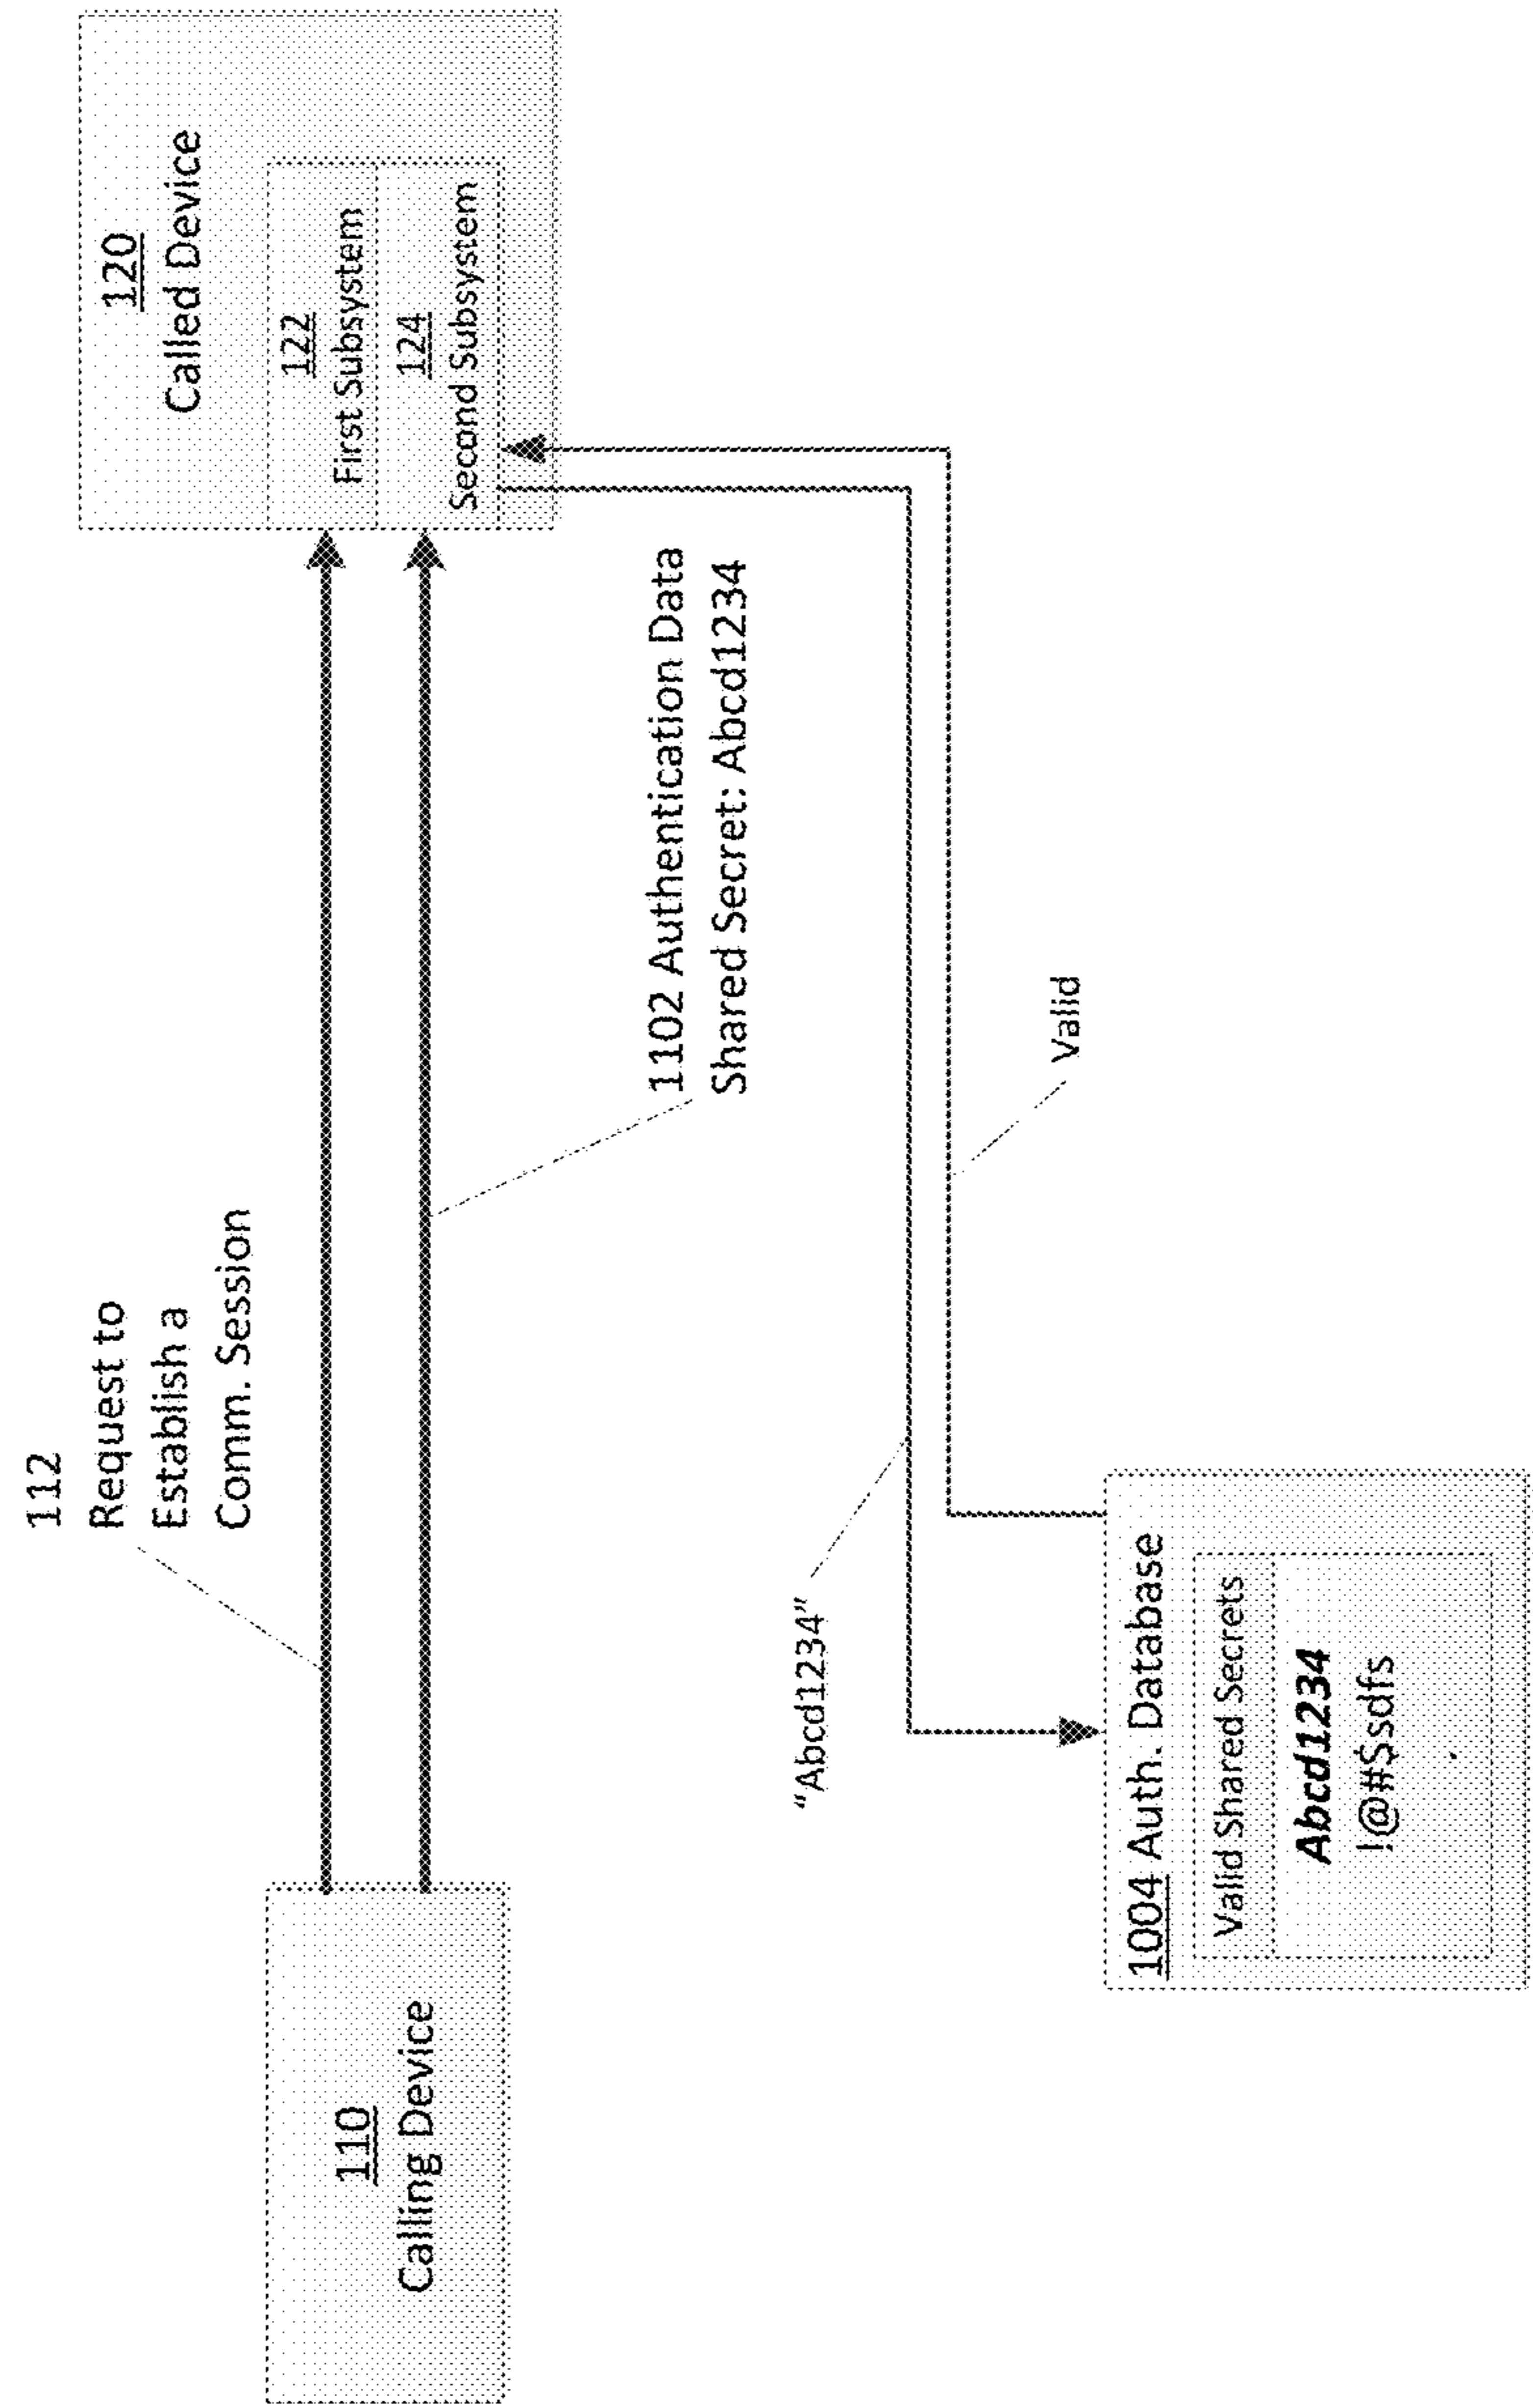 112
Request to
Establish a
Comm. Session
110
Calling Device
120
Called Device
122
First Subsystem
124
Second Subsystem
1102 Authentication Data
Shared Secret: Abcd1234
“Abcd1234”
Valid
1004 Auth. Database
Valid Shared Secrets
Abcd1234
!@#$sdfs
.